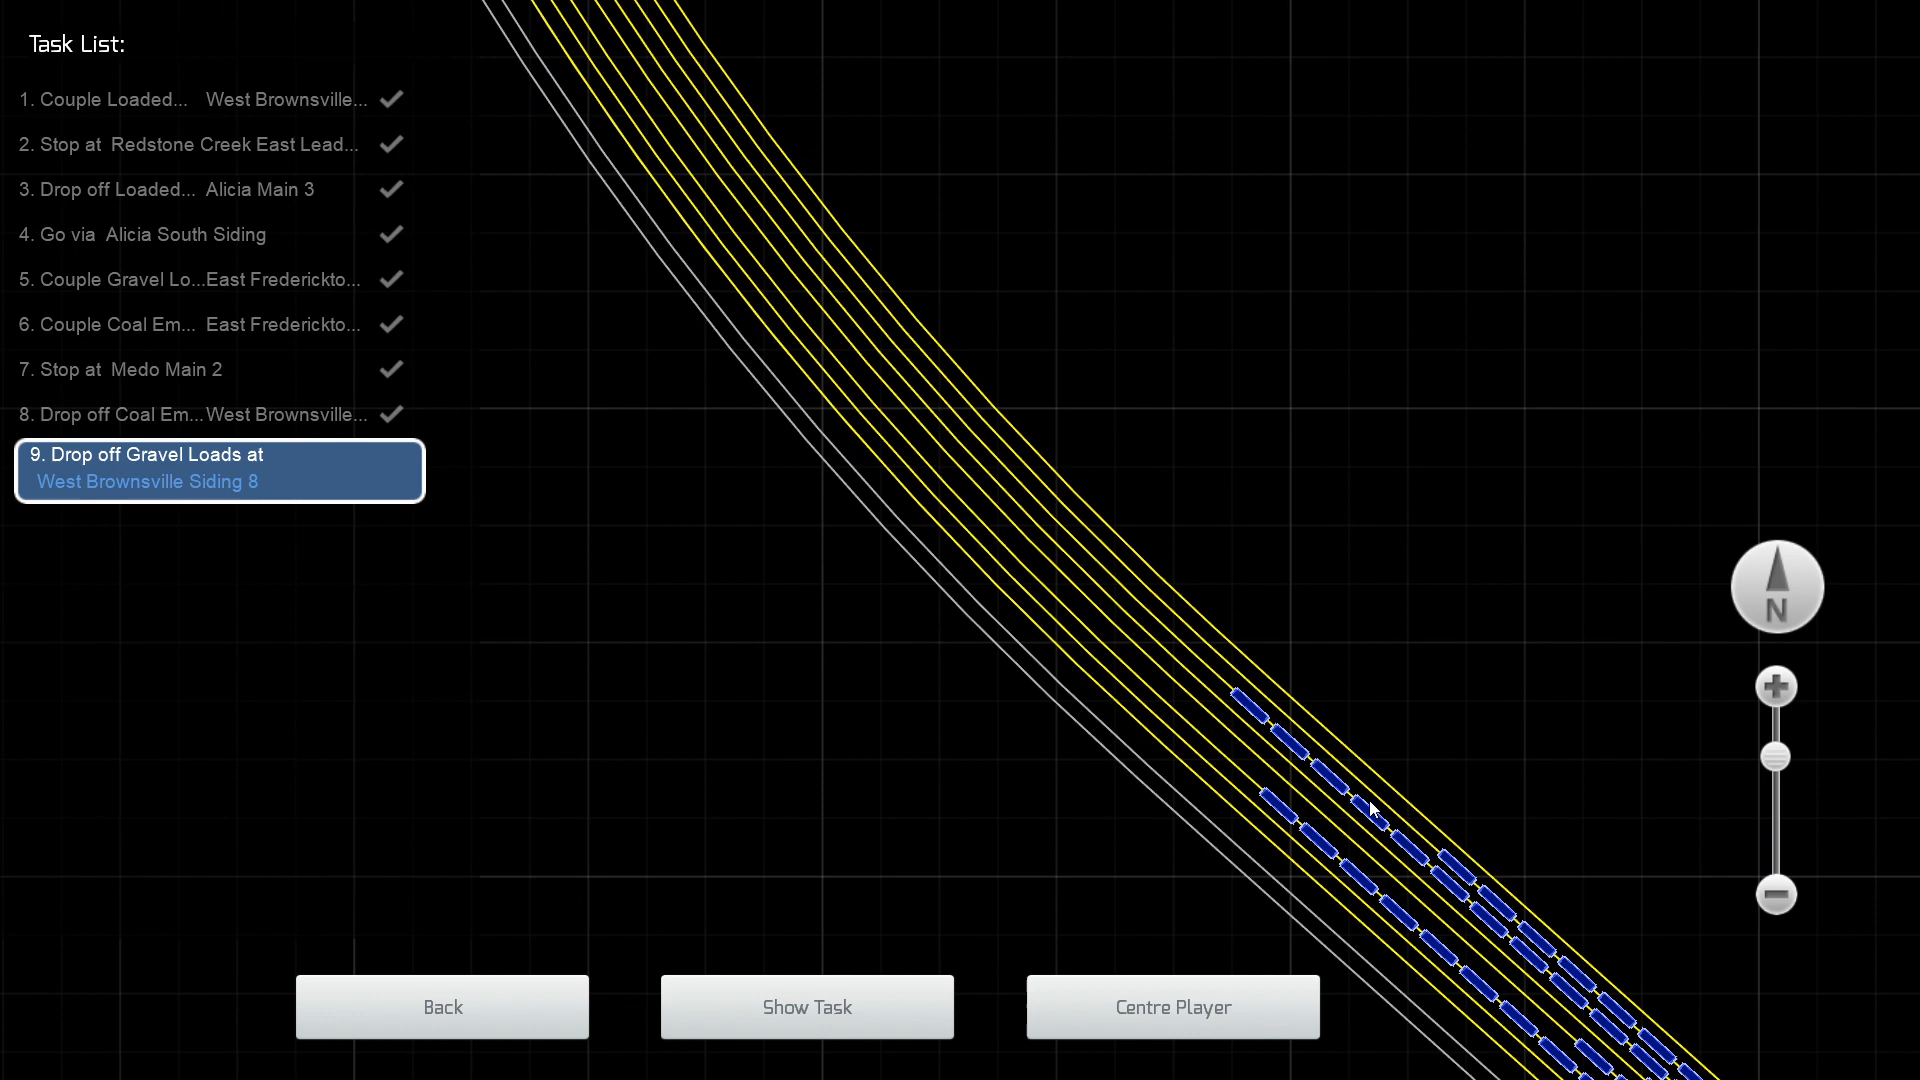 Task List:
1. Couple Loaded... West Brownsville...
2. Stop at Redstone Creek East Lead...
3. Drop off Loaded... Alicia Main 3
4. Go via Alicia South Siding
5. Couple Gravel Lo...East Frederickto...
6. Couple Coal Em... East Frederickto...
7. Stop at Medo Main 2
8. Drop off Coal Em...West Brownsville...
9. Drop off Gravel Loads at
West Brownsville Siding 8
N
Back
Show Task
Centre Player